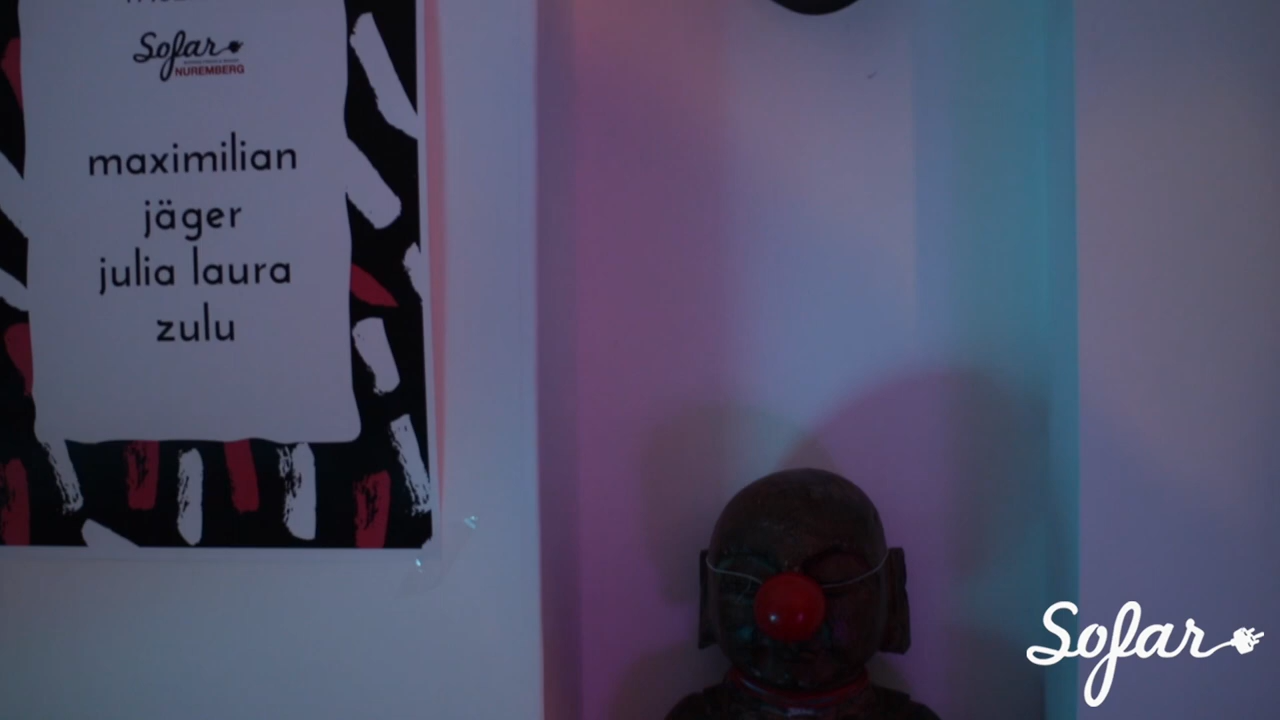 Sofar
NUREMBERG
maximilian
jäger
julia laura
zulu
Sofar